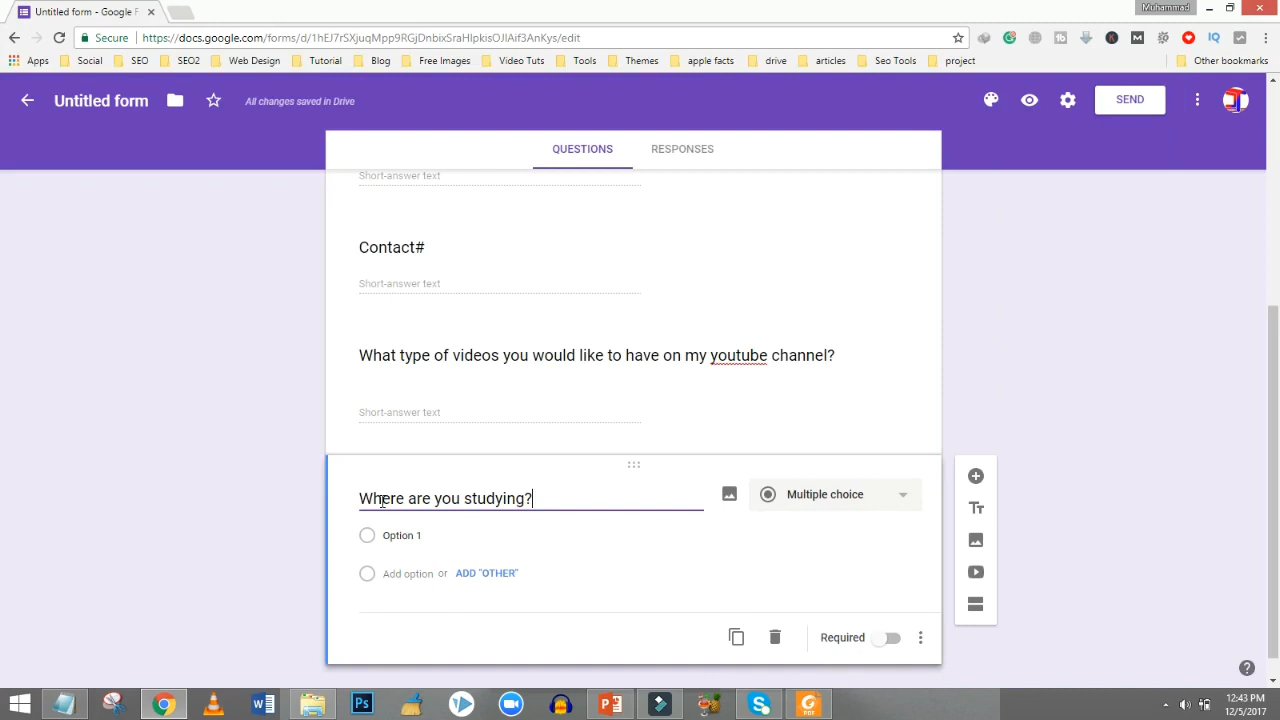 Untitled form - Google F
Muhammad
Secure
https://docs.google.com/forms/d/1hEJ7rSXjuqMpp9RGjDnbixSraHlpkisOJlAif3AnKys/edit
Apps Social SEO SEO2 Web Design Tutorial Blog Free Images Video Tuts Tools Themes apple facts drive articles Seo Tools project Other bookmarks
Untitled form All changes saved in Drive SEND
QUESTIONS RESPONSES
Short-answer text
Contact#
Short-answer text
What type of videos you would like to have on my youtube channel?
Short-answer text
Where are you studying?
Multiple choice
Option 1
Add option or ADD "OTHER"
Required
12:43 PM
12/5/2017